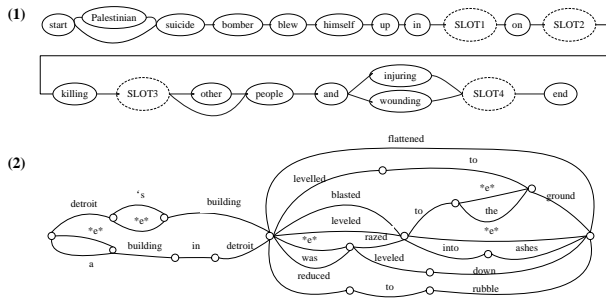 (1) start Palestinian suicide bomber blew himself up in SLOT1 on SLOT2
killing SLOT3 other people and injuring wounding SLOT4 end
(2) flattened
levelled to
detroit 's building blasted *e* ground
*e* *e* leveled to the
a building in detroit *e* razed into ashes *e*
was leveled down
reduced to rubble